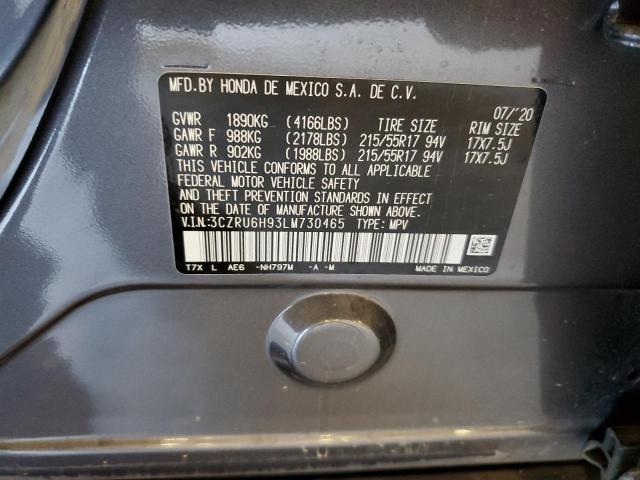 MFD.BY HONDA DE MEXICO S.A. DE C.V.
07/'20
GVWR 1890KG (4166LBS) TIRE SIZE RIM SIZE
GAWR F 988KG (2178LBS) 215/55R17 94V 17X7.5J
GAWR R 902KG (1988LBS) 215/55R17 94V 17X7.5J
THIS VEHICLE CONFORMS TO ALL APPLICABLE
FEDERAL MOTOR VEHICLE SAFETY
AND THEFT PREVENTION STANDARDS IN EFFECT
ON THE DATE OF MANUFACTURE SHOWN ABOVE.
V.I.N:3CZRU6H93LM730465 TYPE: MPV
T7X L AE6 -NH797M -A -M MADE IN MEXICO